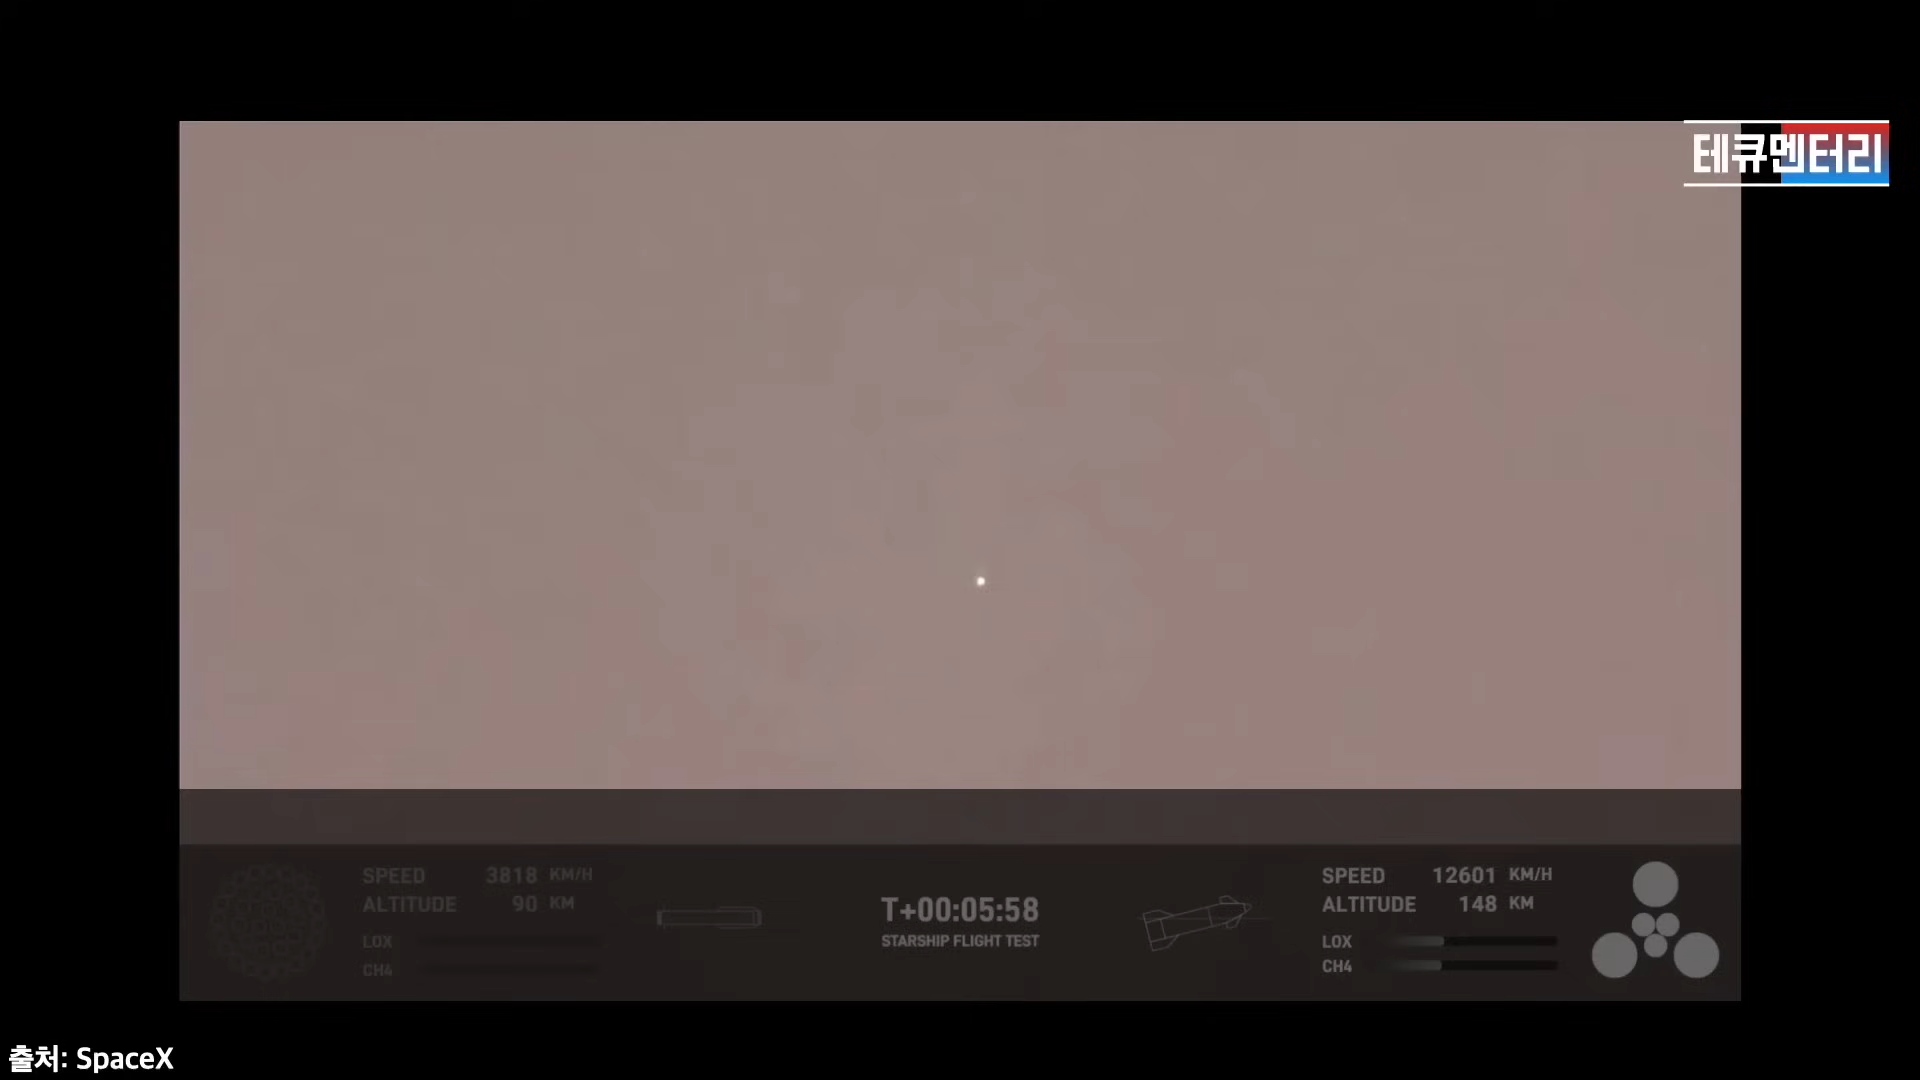 테큐멘터리
SPEED 3818 KM/H
ALTITUDE 90 KM
LOX
CH4
T+00:05:58
STARSHIP FLIGHT TEST
SPEED 12601 KM/H
ALTITUDE 148 KM
LOX
CH4
출처: SpaceX